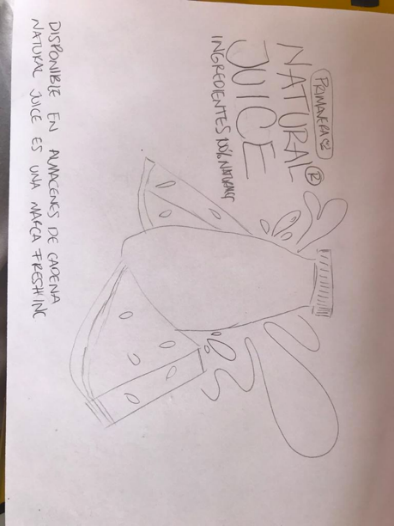 PRIMAVERA
NATURAL®
JUICE
INGREDIENTES 100% NATURALES
DISPONIBLE EN ALMACENES DE CADENA
NATURAL JUICE ES UNA MARCA FRESH INC